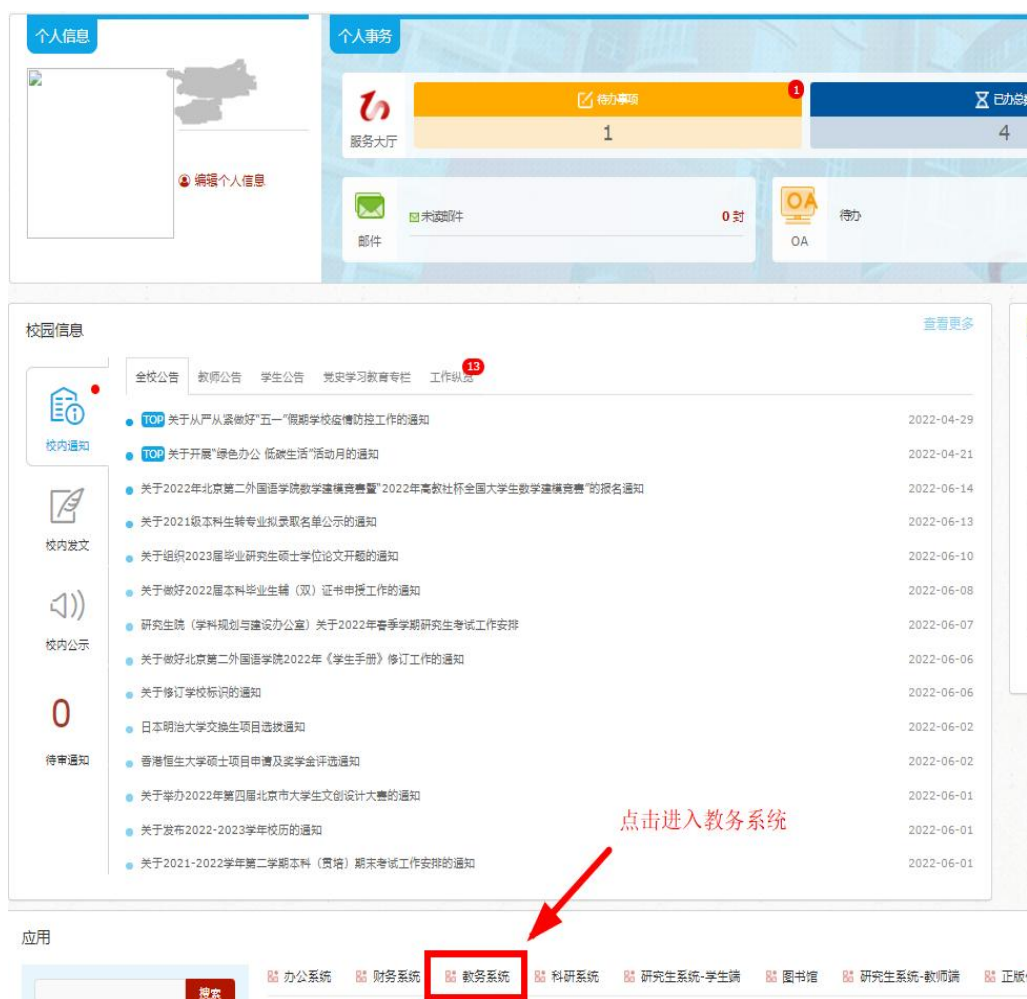 个人信息
个人事务
编辑个人信息
服务大厅
待办事项
1
1
已办总数
4
邮件
未读邮件
0 封
OA
OA
待办
校园信息
查看更多
全校公告 教师公告 学生公告 党史学习教育专栏 工作纵览 13
校内通知
校内发文
校内公示
0
待审通知
TOP 关于从严从紧做好“五一”假期学校疫情防控工作的通知 2022-04-29
TOP 关于开展“绿色办公 低碳生活”活动月的通知 2022-04-21
关于2022年北京第二外国语学院数学建模竞赛暨“2022年高教社杯全国大学生数学建模竞赛”的报名通知 2022-06-14
关于2021级本科生转专业拟录取名单公示的通知 2022-06-13
关于组织2023届毕业研究生硕士学位论文开题的通知 2022-06-10
关于做好2022届本科毕业生辅（双）证书申授工作的通知 2022-06-08
研究生院（学科规划与建设办公室）关于2022年春季学期研究生考试工作安排 2022-06-07
关于做好北京第二外国语学院2022年《学生手册》修订工作的通知 2022-06-06
关于修订学校标识的通知 2022-06-06
日本明治大学交换生项目选拔通知 2022-06-02
香港恒生大学硕士项目申请及奖学金评选通知 2022-06-02
关于举办2022年第四届北京市大学生文创设计大赛的通知 2022-06-01
关于发布2022-2023学年校历的通知 2022-06-01
关于2021-2022学年第二学期本科（贯培）期末考试工作安排的通知 2022-06-01
点击进入教务系统
应用
搜索
办公系统 财务系统 教务系统 科研系统 研究生系统-学生端 图书馆 研究生系统-教师端 正版